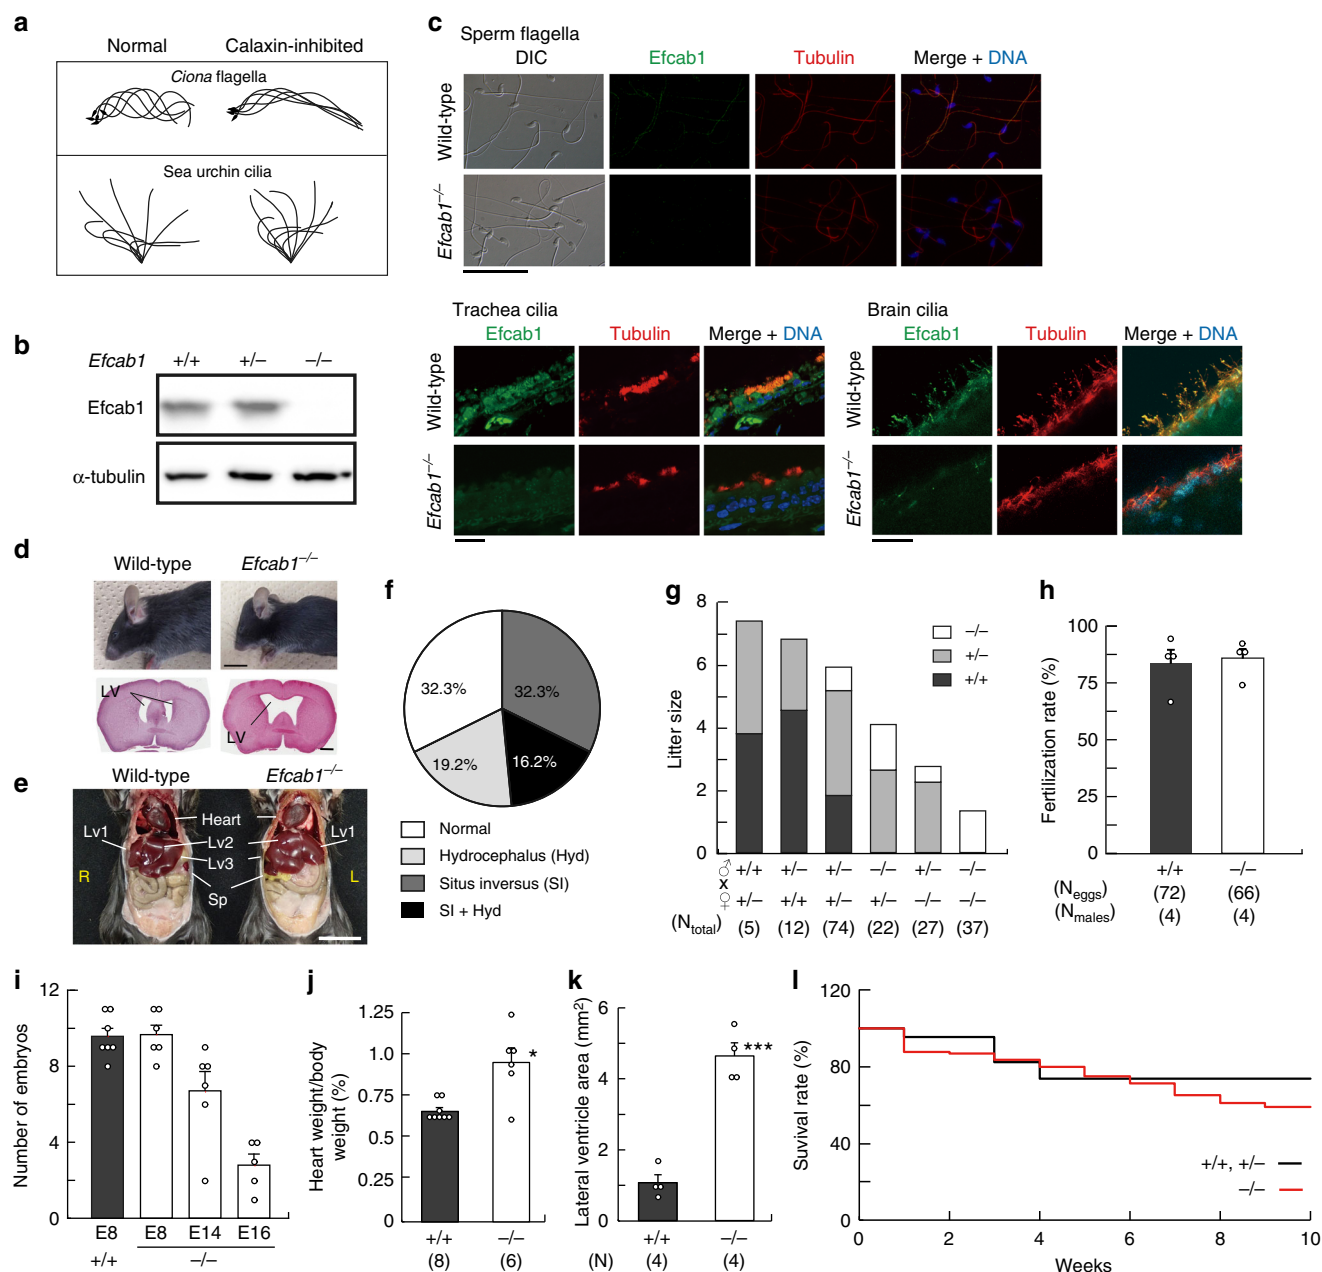 a
Normal Calaxin-inhibited
Ciona flagella
Sea urchin cilia
b
Efcab1 +/+ +/− −/−
Efcab1
α-tubulin
c
Sperm flagella
DIC Efcab1 Tubulin Merge + DNA
Wild-type
Efcab1−/−
Trachea cilia
Efcab1 Tubulin Merge + DNA
Wild-type
Efcab1−/−
Brain cilia
Efcab1 Tubulin Merge + DNA
Wild-type
Efcab1−/−
d
Wild-type Efcab1−/−
LV
LV
e
Wild-type Efcab1−/−
Heart
Lv1 Lv2 Lv1
Lv3
R Sp L
f
32.3% 32.3%
19.2% 16.2%
Normal
Hydrocephalus (Hyd)
Situs inversus (SI)
SI + Hyd
g
Litter size
8
6
4
2
0
−/−
+/−
+/+
♂ +/+ +/− +/− −/− +/− −/−
x
♀ +/− +/+ +/− +/− −/− −/−
(Ntotal) (5) (12) (74) (22) (27) (37)
h
Fertilization rate (%)
100
75
50
25
0
+/+ −/−
(Neggs) (72) (66)
(Nmales) (4) (4)
i
Number of embryos
12
8
4
0
E8 E8 E14 E16
+/+ −/−
j
Heart weight/body
weight (%)
1.25
1.0
0.75
0.5
0.25
0
*
+/+ −/−
(8) (6)
k
Lateral ventricle area (mm2)
6
4
2
0
***
+/+ −/−
(N) (4) (4)
l
Suvival rate (%)
120
80
40
0
+/+, +/−
−/−
0 2 4 6 8 10
Weeks